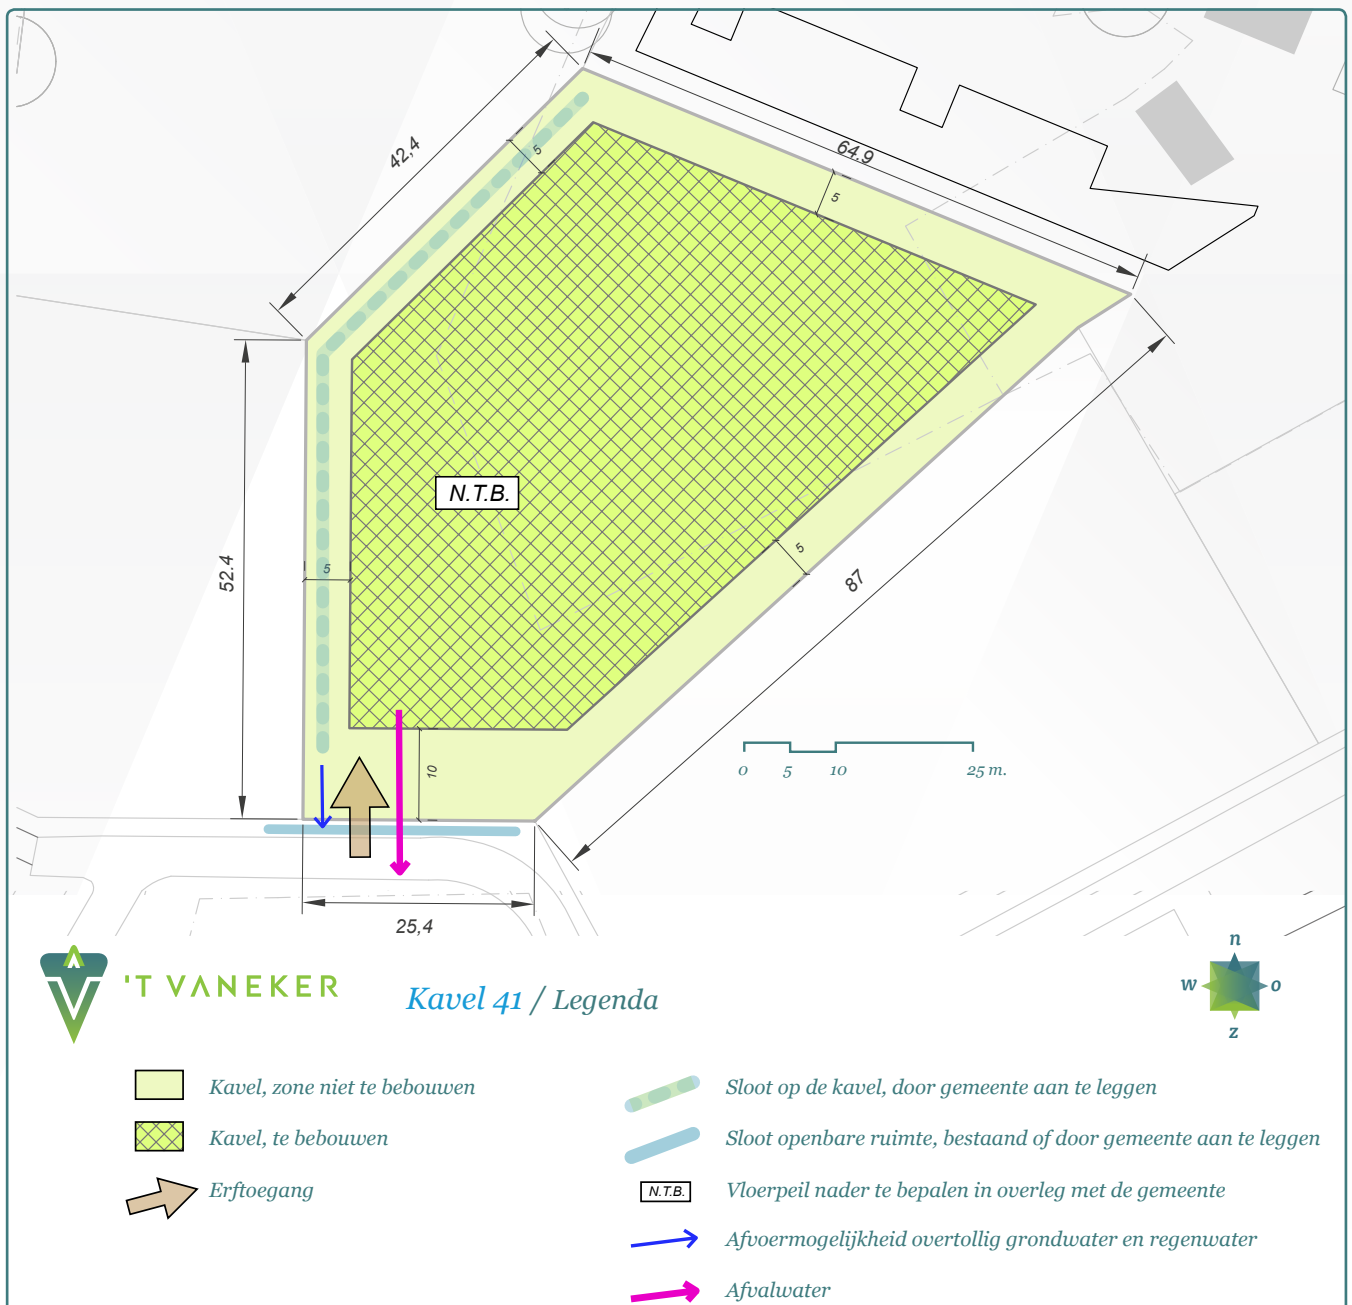 42,4
64.9
5
5
N.T.B.
52.4
5
5
87
10
0 5 10 25 m.
25,4
'T VANEKER
Kavel 41 / Legenda
n
w o
z
Kavel, zone niet te bebouwen
Kavel, te bebouwen
Erftoegang
Sloot op de kavel, door gemeente aan te leggen
Sloot openbare ruimte, bestaand of door gemeente aan te leggen
N.T.B. Vloerpeil nader te bepalen in overleg met de gemeente
Afvoermogelijkheid overtollig grondwater en regenwater
Afvalwater